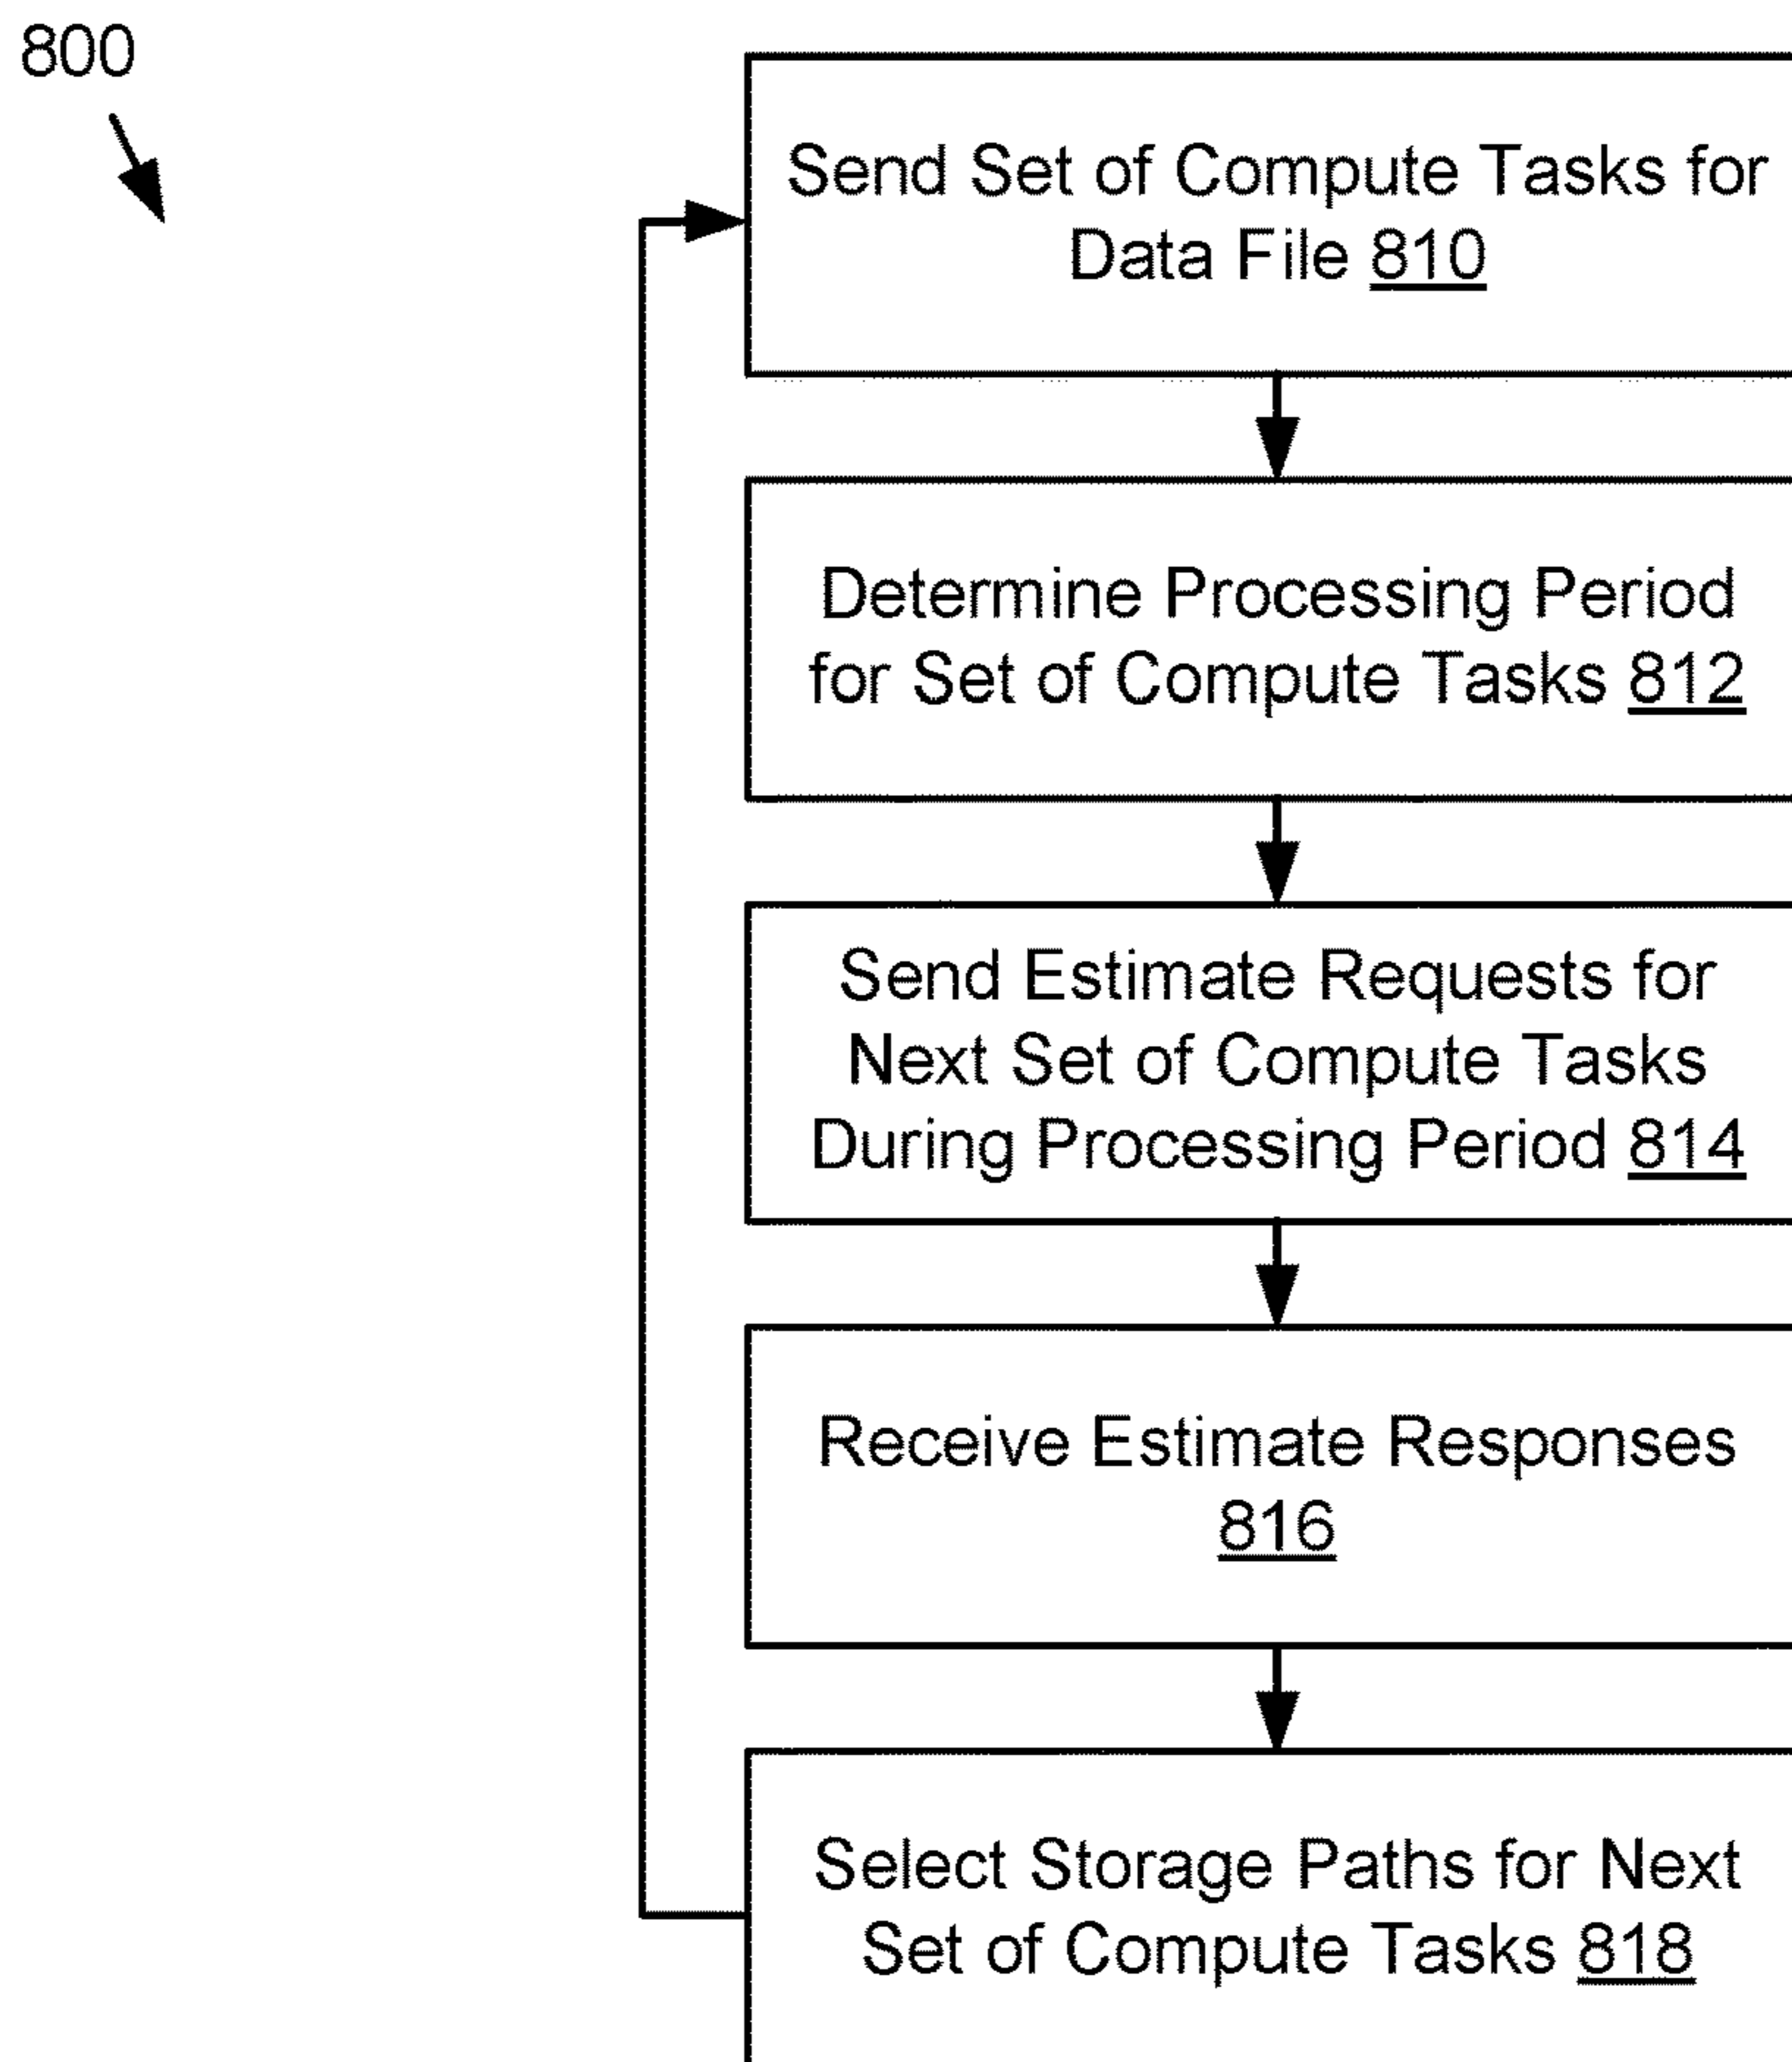 800
Send Set of Compute Tasks for
Data File 810
Determine Processing Period
for Set of Compute Tasks 812
Send Estimate Requests for
Next Set of Compute Tasks
During Processing Period 814
Receive Estimate Responses
816
Select Storage Paths for Next
Set of Compute Tasks 818